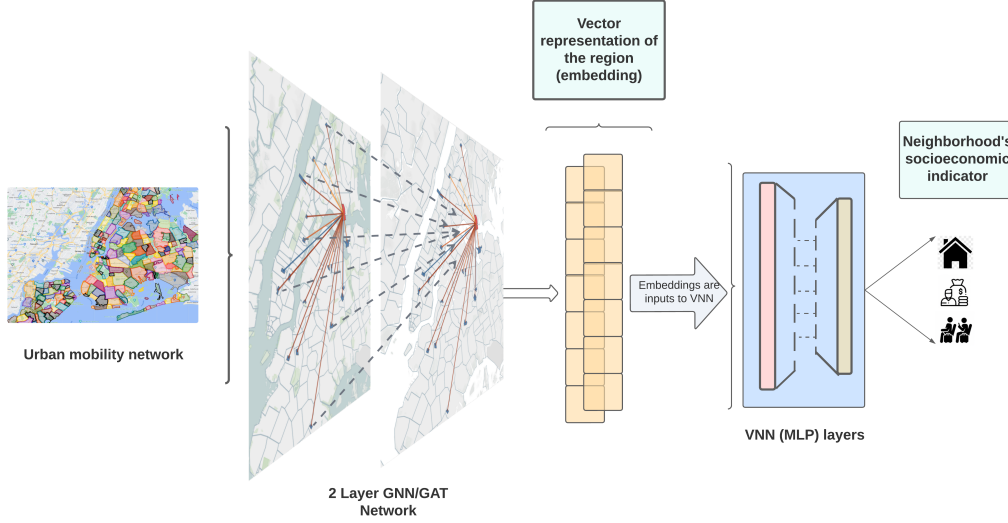 Vector
representation of
the region
(embedding)
Neighborhood's
socioeconomic
indicator
Embeddings are
inputs to VNN
Urban mobility network
VNN (MLP) layers
2 Layer GNN/GAT
Network